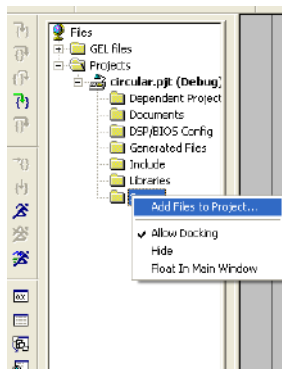 Files
GEL files
Projects
circular.pjt (Debug)
Dependent Project
Documents
DSP/BIOS Config
Generated Files
Include
Libraries
Add Files to Project...
Allow Docking
Hide
Float In Main Window